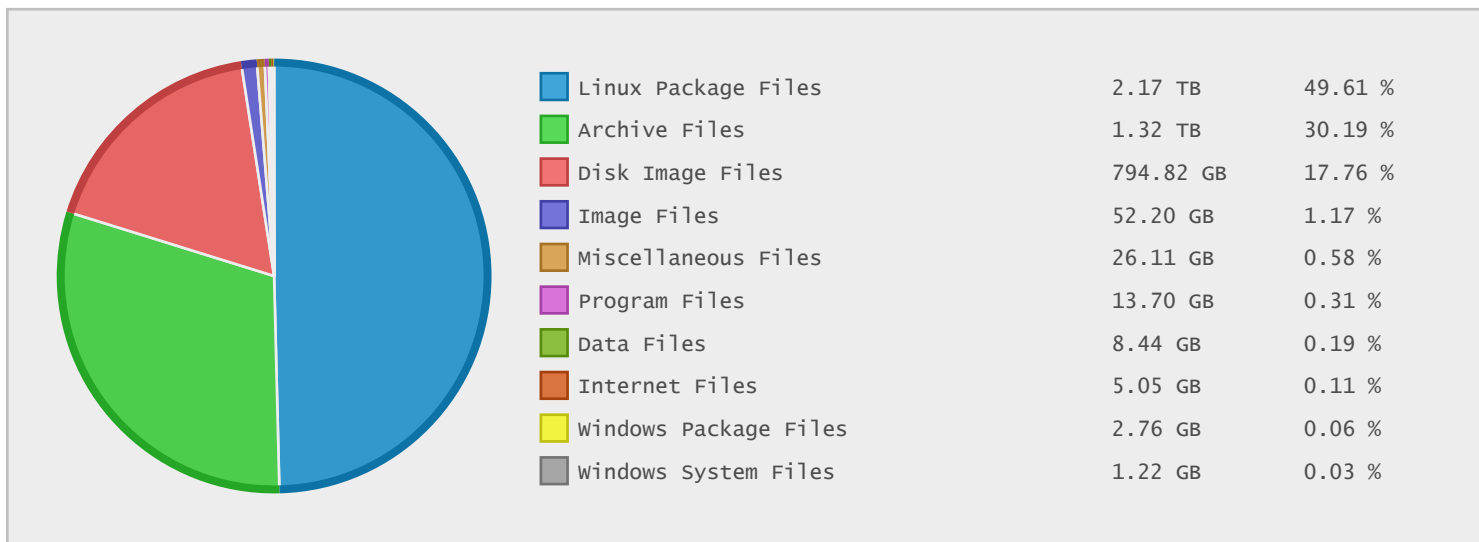 Linux Package Files 2.17 TB 49.61 %
Archive Files 1.32 TB 30.19 %
Disk Image Files 794.82 GB 17.76 %
Image Files 52.20 GB 1.17 %
Miscellaneous Files 26.11 GB 0.58 %
Program Files 13.70 GB 0.31 %
Data Files 8.44 GB 0.19 %
Internet Files 5.05 GB 0.11 %
Windows Package Files 2.76 GB 0.06 %
Windows System Files 1.22 GB 0.03 %